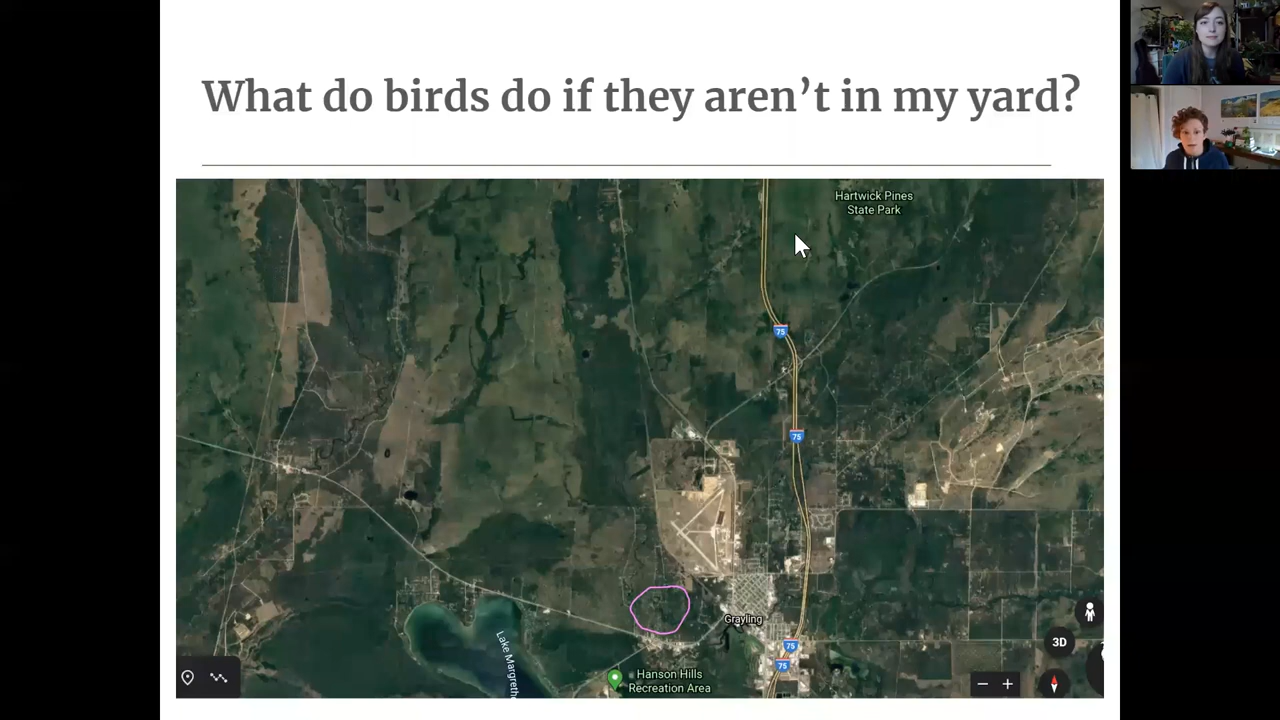 What do birds do if they aren't in my yard?
Hartwick Pines
State Park
75
75
Grayling
75
75
Lake Margrethe
Hanson Hills
Recreation Area
3D